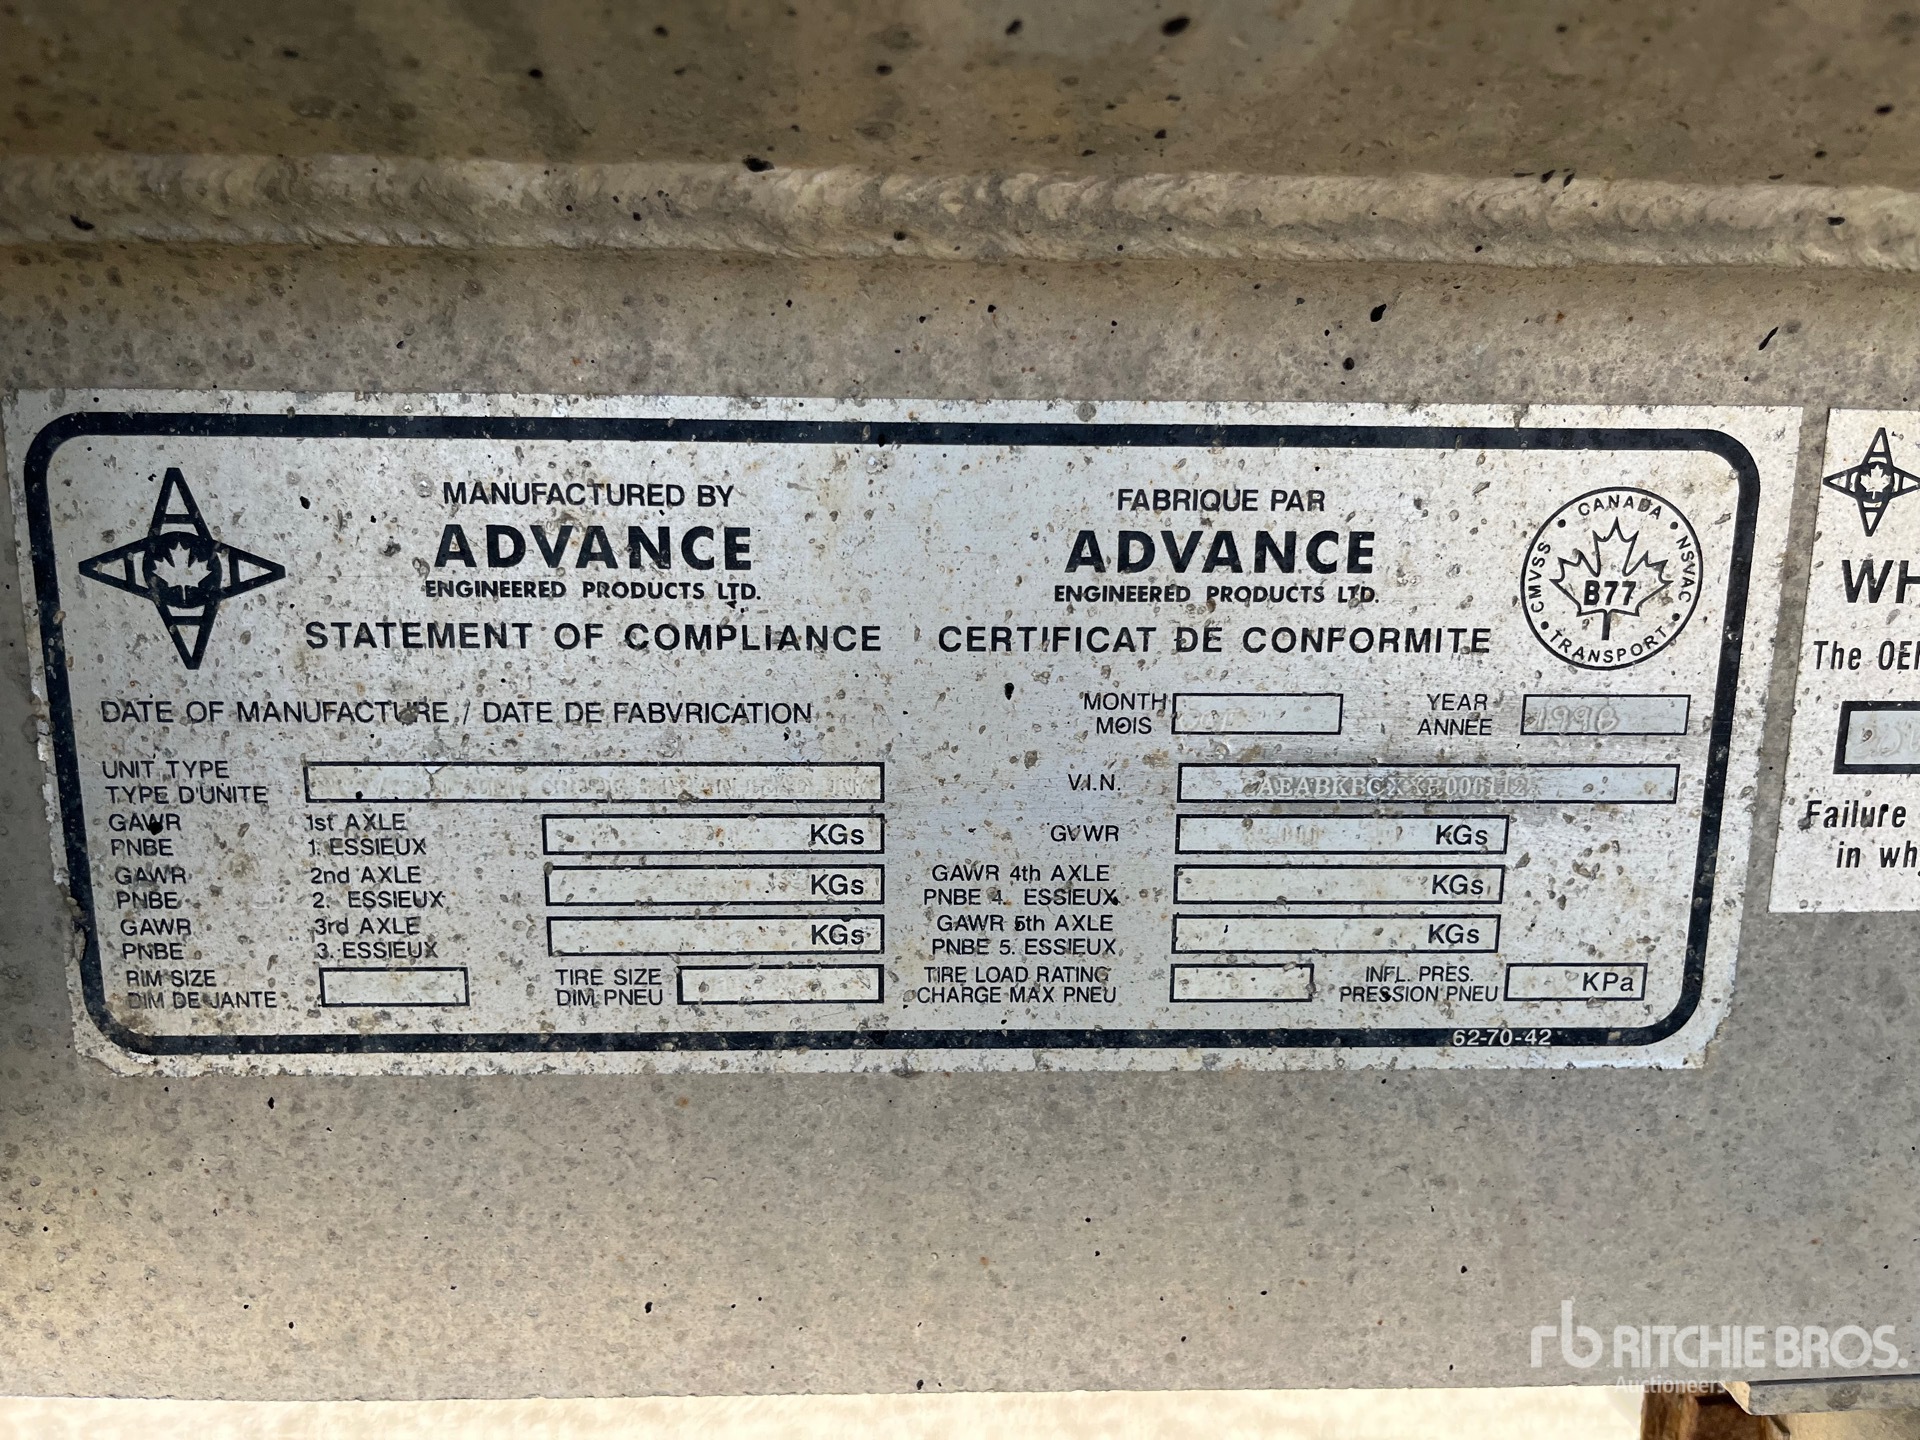 MANUFACTURED BY
ADVANCE
ENGINEERED PRODUCTS LTD.
STATEMENT OF COMPLIANCE
FABRIQUE PAR
ADVANCE
ENGINEERED PRODUCTS LTD.
CERTIFICAT DE CONFORMITE
CANADA
CMVSS
NSVAC
B77
TRANSPORT
DATE OF MANUFACTURE / DATE DE FABVRICATION
MONTH
MOIS
YEAR
ANNEE
UNIT TYPE
TYPE D'UNITE
V.I.N.
GAWR 1st AXLE
PNBE 1. ESSIEUX
KGs
GVWR
KGs
GAWR 2nd AXLE
PNBE 2. ESSIEUX
KGs
GAWR 4th AXLE
PNBE 4. ESSIEUX
KGs
GAWR 3rd AXLE
PNBE 3. ESSIEUX
KGs
GAWR 5th AXLE
PNBE 5. ESSIEUX
KGs
RIM SIZE
DIM DE JANTE
TIRE SIZE
DIM PNEU
TIRE LOAD RATING
CHARGE MAX PNEU
INFL. PRES.
PRESSION PNEU
KPa
62-70-42
The
Failure
in
rb RITCHIE BROS.
Auctioneers